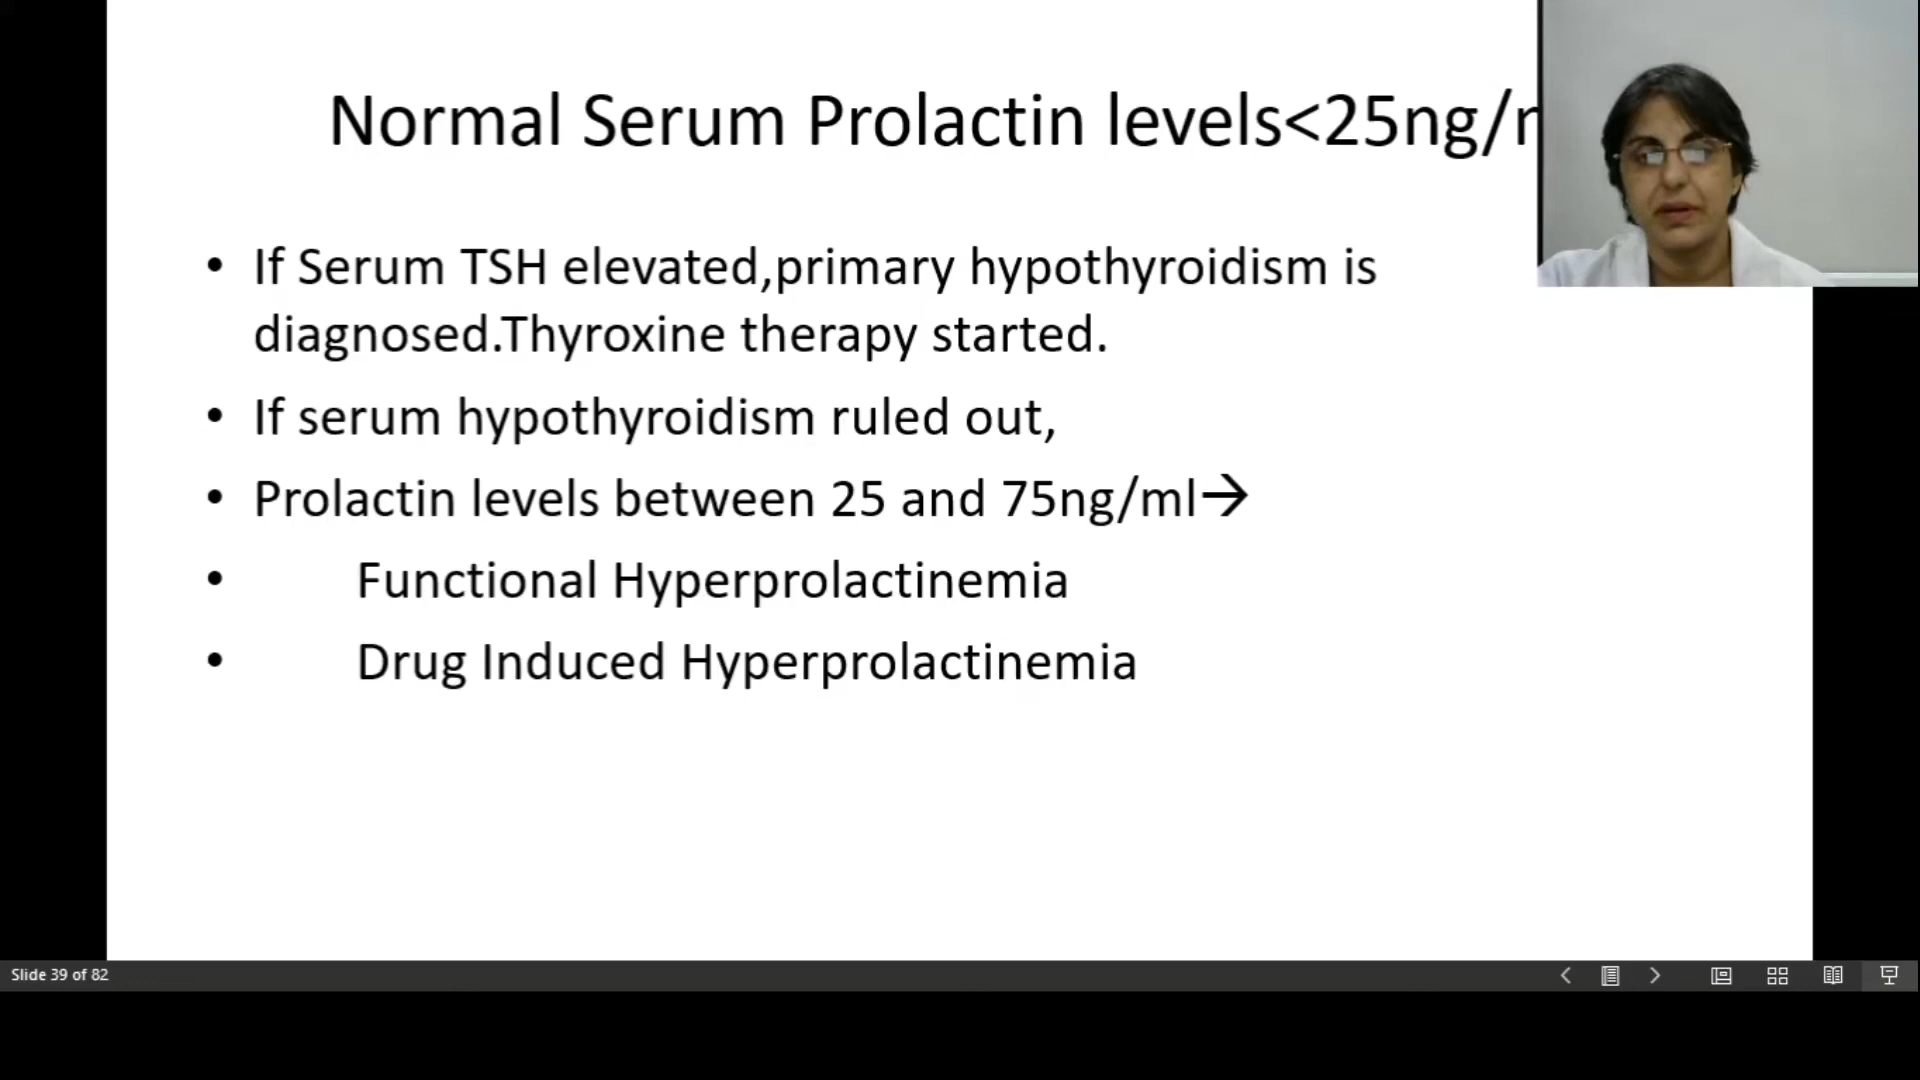 Normal Serum Prolactin levels<25ng/
• If Serum TSH elevated,primary hypothyroidism is
diagnosed.Thyroxine therapy started.
• If serum hypothyroidism ruled out,
• Prolactin levels between 25 and 75ng/ml→
• Functional Hyperprolactinemia
• Drug Induced Hyperprolactinemia
Slide 39 of 82